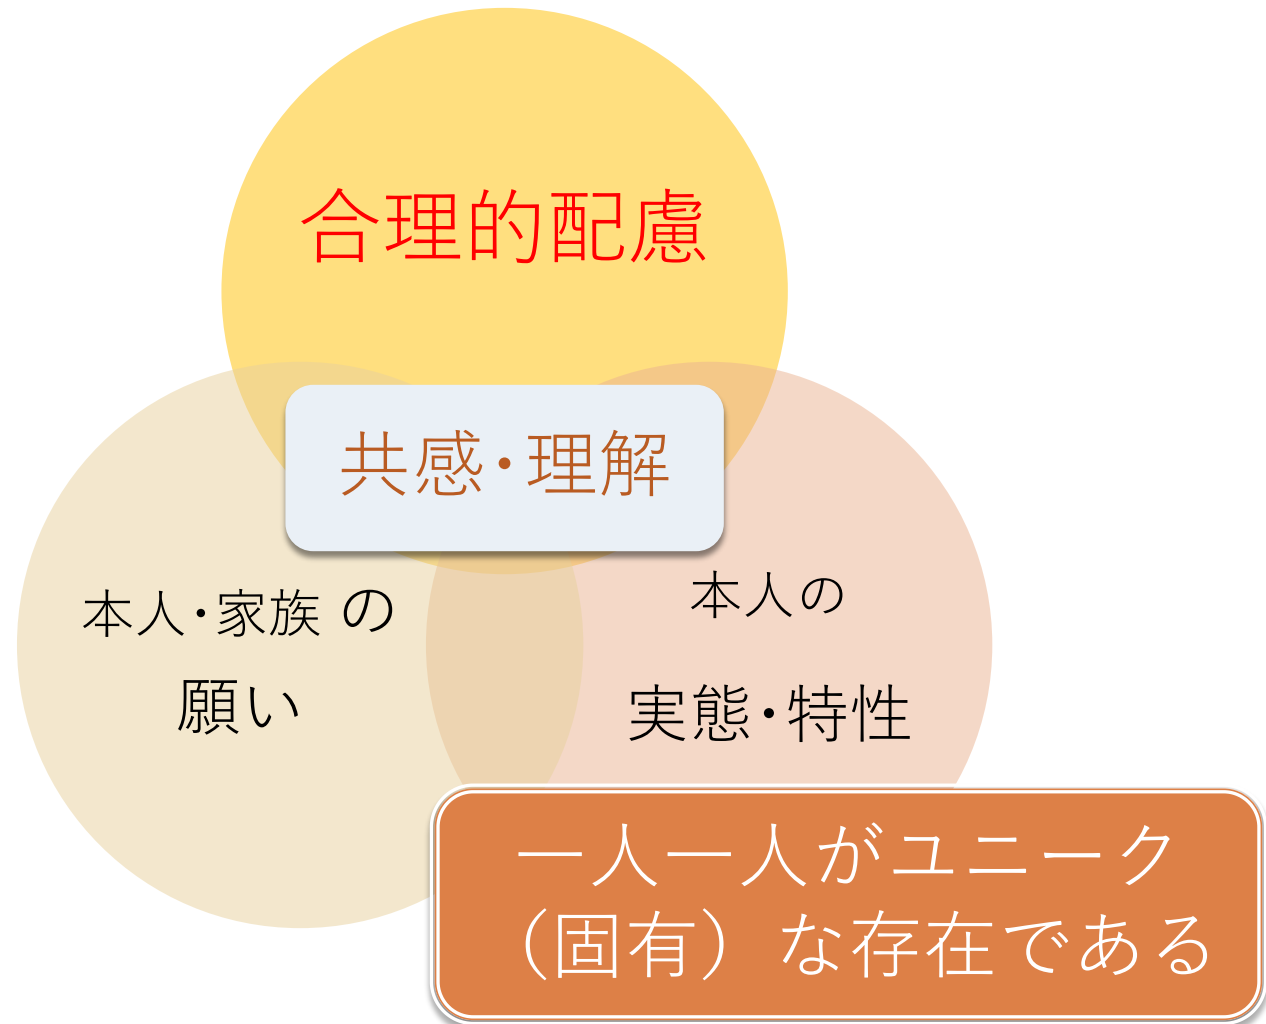 合理的配慮
共感・理解
本人・家族 の
願い
本人の
実態・特性
一人一人がユニーク
（固有）な存在である